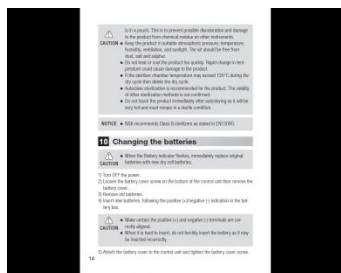 is in a pouch. This is to prevent possible discoloration and damage
to the product from chemical residue on other instruments.
CAUTION ● Keep the product in suitable atmospheric pressure, temperature,
humidity, ventilation, and sunlight. The air should be free from
dust, salt and sulphur.
● Do not heat or cool the product too quickly. Rapid change in tem-
perature could cause damage to the product.
● If the sterilizer chamber temperature may exceed 135°C during the
dry cycle then delete the dry cycle.
● Autoclave sterilization is recommended for the product. The validity
of other sterilization methods is not confirmed.
● Do not touch the product immediately after autoclaving as it will be
very hot and must remain in a sterile condition.
NOTICE ● NSK recommends Class B sterilizers as stated in EN13060.
10 Changing the batteries
CAUTION ● When the Battery indicator flashes, immediately replace original
batteries with new dry cell batteries.
1) Turn OFF the power.
2) Loosen the battery cover screw on the bottom of the control unit then remove the
battery cover.
3) Remove old batteries.
4) Insert new batteries, following the positive (+)/negative (-) indication in the bat-
tery box.
CAUTION ● Make certain the positive (+) and negative (-) terminals are cor-
rectly aligned.
● When it is hard to insert, do not forcibly insert the battery as it may
be inserted incorrectly.
5) Attach the battery cover to the control unit and tighten the battery cover screw.
14